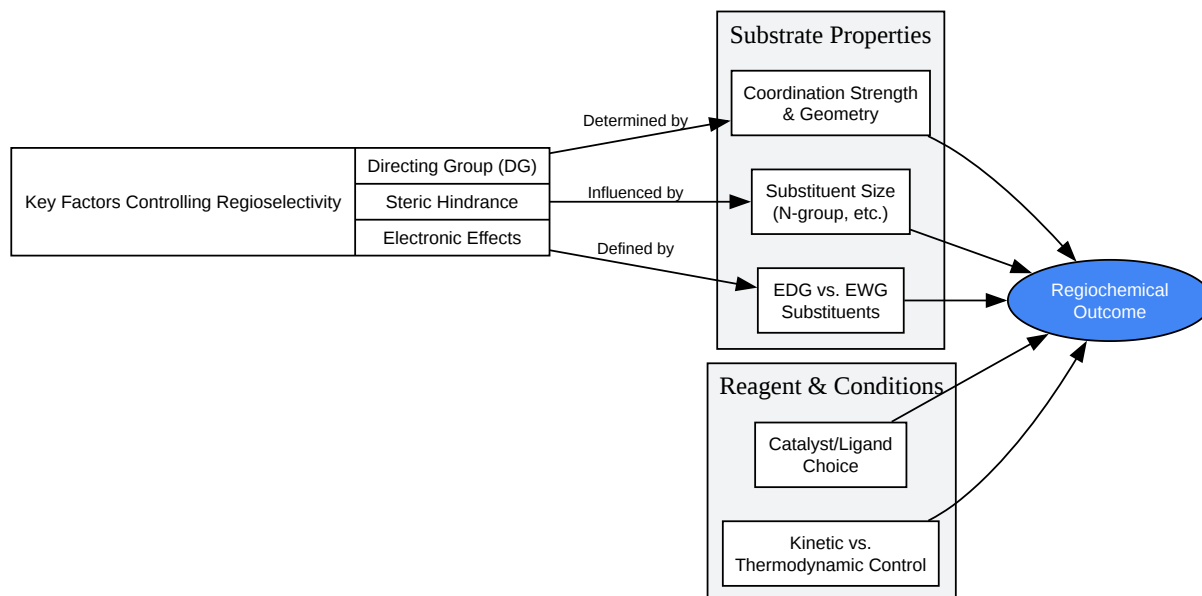 Key Factors Controlling Regioselectivity
Directing Group (DG)
Steric Hindrance
Electronic Effects
Determined by
Influenced by
Defined by
Substrate Properties
Coordination Strength
& Geometry
Substituent Size
(N-group, etc.)
EDG vs. EWG
Substituents
Reagent & Conditions
Catalyst/Ligand
Choice
Kinetic vs.
Thermodynamic Control
Regiochemical
Outcome